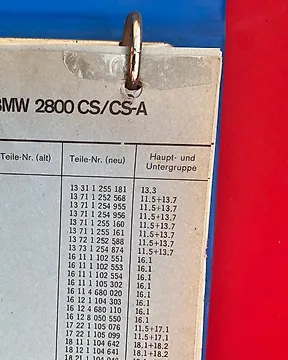 BMW 2800 CS/CS-A
Teile-Nr. (alt) Teile-Nr. (neu) Haupt- und
Untergruppe
13 31 1 255 181 13.3
13 71 1 252 568 11.5+13.7
13 71 1 254 955 11.5+13.7
13 71 1 254 956 11.5+13.7
13 71 1 255 160 11.5+13.7
13 71 1 255 161 11.5+13.7
13 72 1 252 588 11.5+13.7
13 73 1 254 874 11.5+13.7
16 11 1 102 551 16.1
16 11 1 102 553 16.1
16 11 1 102 554 16.1
16 11 1 105 302 16.1
16 11 4 680 020 16.1
16 12 1 104 303 16.1
16 12 4 680 110 16.1
16 12 8 050 550 16.1
17 22 1 105 076 11.5+17.1
17 22 1 105 099 11.5+17.1
18 11 1 104 640 18.1+18.2
18 12 1 104 641 18.1+18.2
18 21 1 104